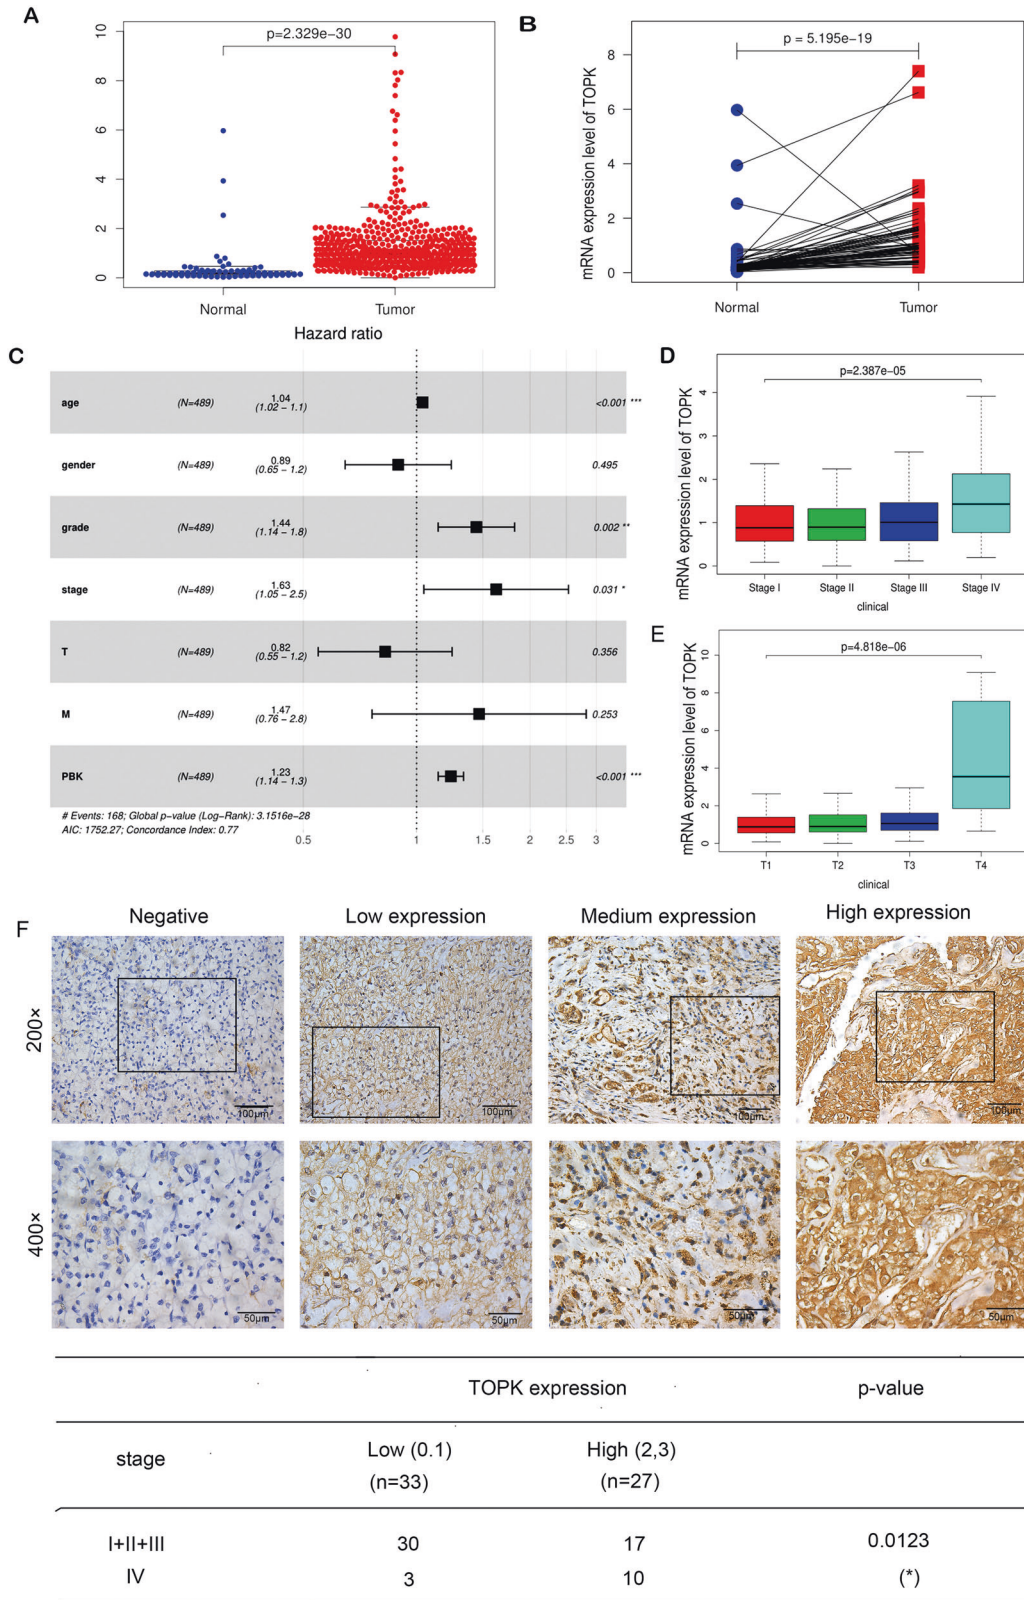 A
p=2.329e−30
10
8
6
4
2
0
Normal
Tumor
B
p = 5.195e−19
mRNA expression level of TOPK
8
6
4
2
0
Normal
Tumor
C
Hazard ratio
age (N=489) 1.04 (1.02 − 1.1) <0.001 ***
gender (N=489) 0.89 (0.65 − 1.2) 0.495
grade (N=489) 1.44 (1.14 − 1.8) 0.002 **
stage (N=489) 1.63 (1.05 − 2.5) 0.031 *
T (N=489) 0.82 (0.55 − 1.2) 0.356
M (N=489) 1.47 (0.76 − 2.8) 0.253
PBK (N=489) 1.23 (1.14 − 1.3) <0.001 ***
# Events: 168; Global p−value (Log−Rank): 3.1516e−28
AIC: 1752.27; Concordance Index: 0.77
0.5 1 1.5 2 2.5 3
D
p=2.387e−05
mRNA expression level of TOPK
4
3
2
1
0
Stage I Stage II Stage III Stage IV
clinical
E
p=4.818e−06
mRNA expression level of TOPK
10
8
6
4
2
0
T1 T2 T3 T4
clinical
F
Negative Low expression Medium expression High expression
200×
100μm 100μm 100μm 100μm
400×
50μm 50μm 50μm 50μm
TOPK expression p-value
stage Low (0.1) High (2,3)
(n=33) (n=27)
I+II+III 30 17 0.0123
IV 3 10 (*)